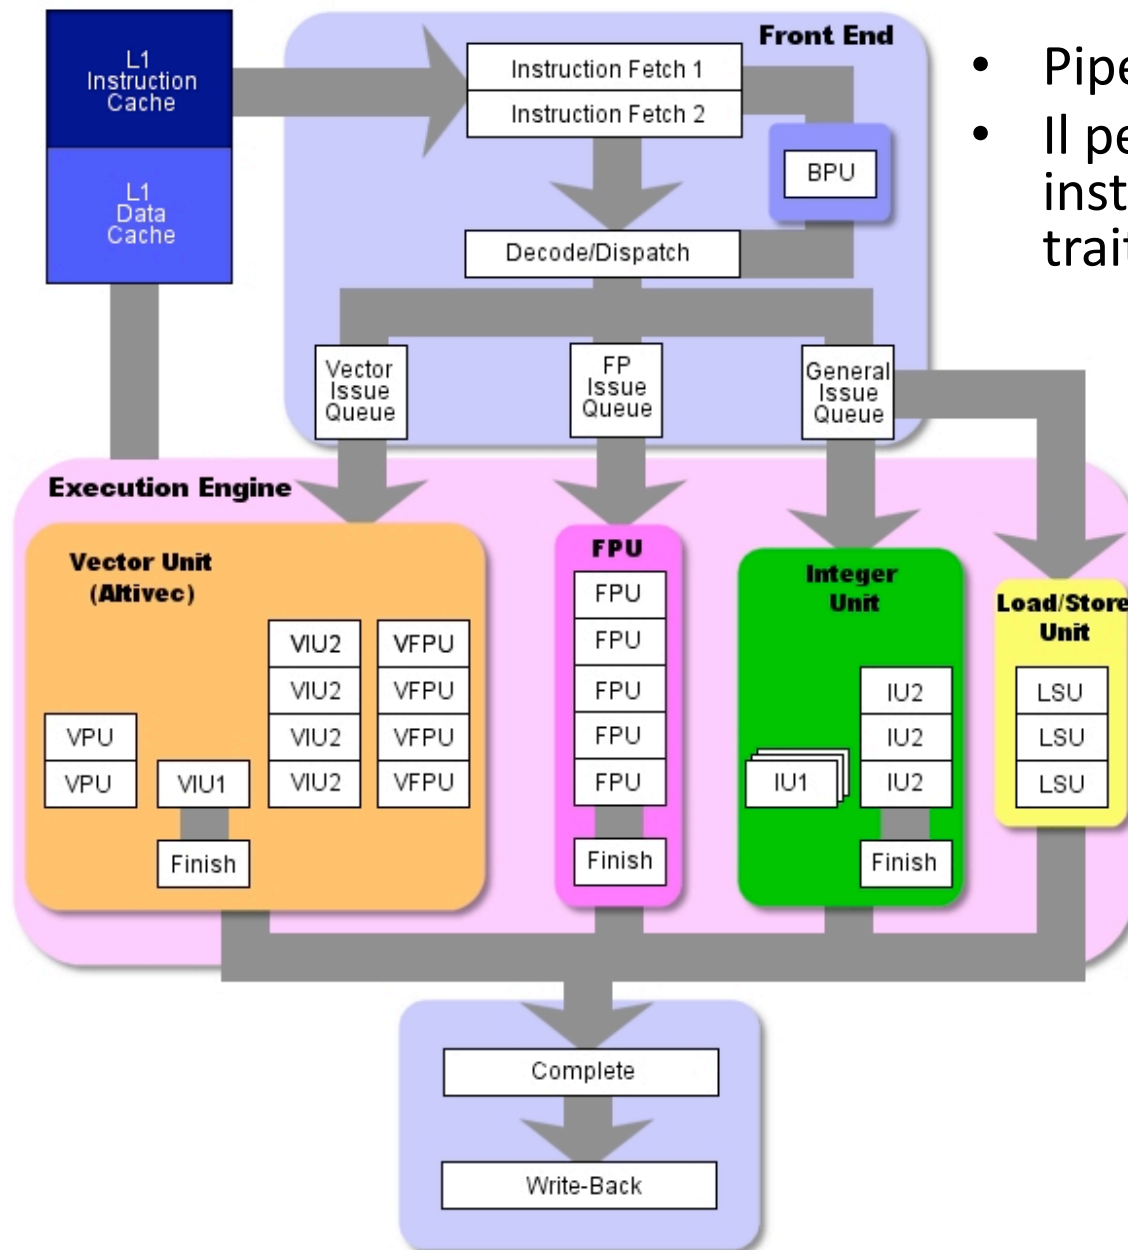 L1
Instruction
Cache
L1
Data
Cache
Front End
Instruction Fetch 1
Instruction Fetch 2
BPU
Decode/Dispatch
Vector
Issue
Queue
FP
Issue
Queue
General
Issue
Queue
• Pipe
• Il pe
inst
trait
Execution Engine
Vector Unit
(Altivec)
VPU
VPU
VIU1
Finish
VIU2
VIU2
VIU2
VIU2
VFPU
VFPU
VFPU
VFPU
FPU
FPU
FPU
FPU
FPU
FPU
Finish
Integer
Unit
IU1
IU2
IU2
IU2
Finish
Load/Store
Unit
LSU
LSU
LSU
Complete
Write-Back